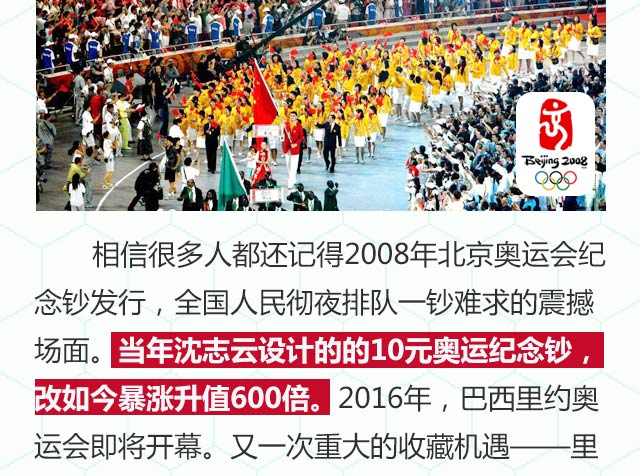 Beijing 2008
相信很多人都还记得2008年北京奥运会纪
念钞发行，全国人民彻夜排队一钞难求的震撼
场面。当年沈志云设计的的10元奥运纪念钞，
改如今暴涨升值600倍。2016年，巴西里约奥
运会即将开幕。又一次重大的收藏机遇——里